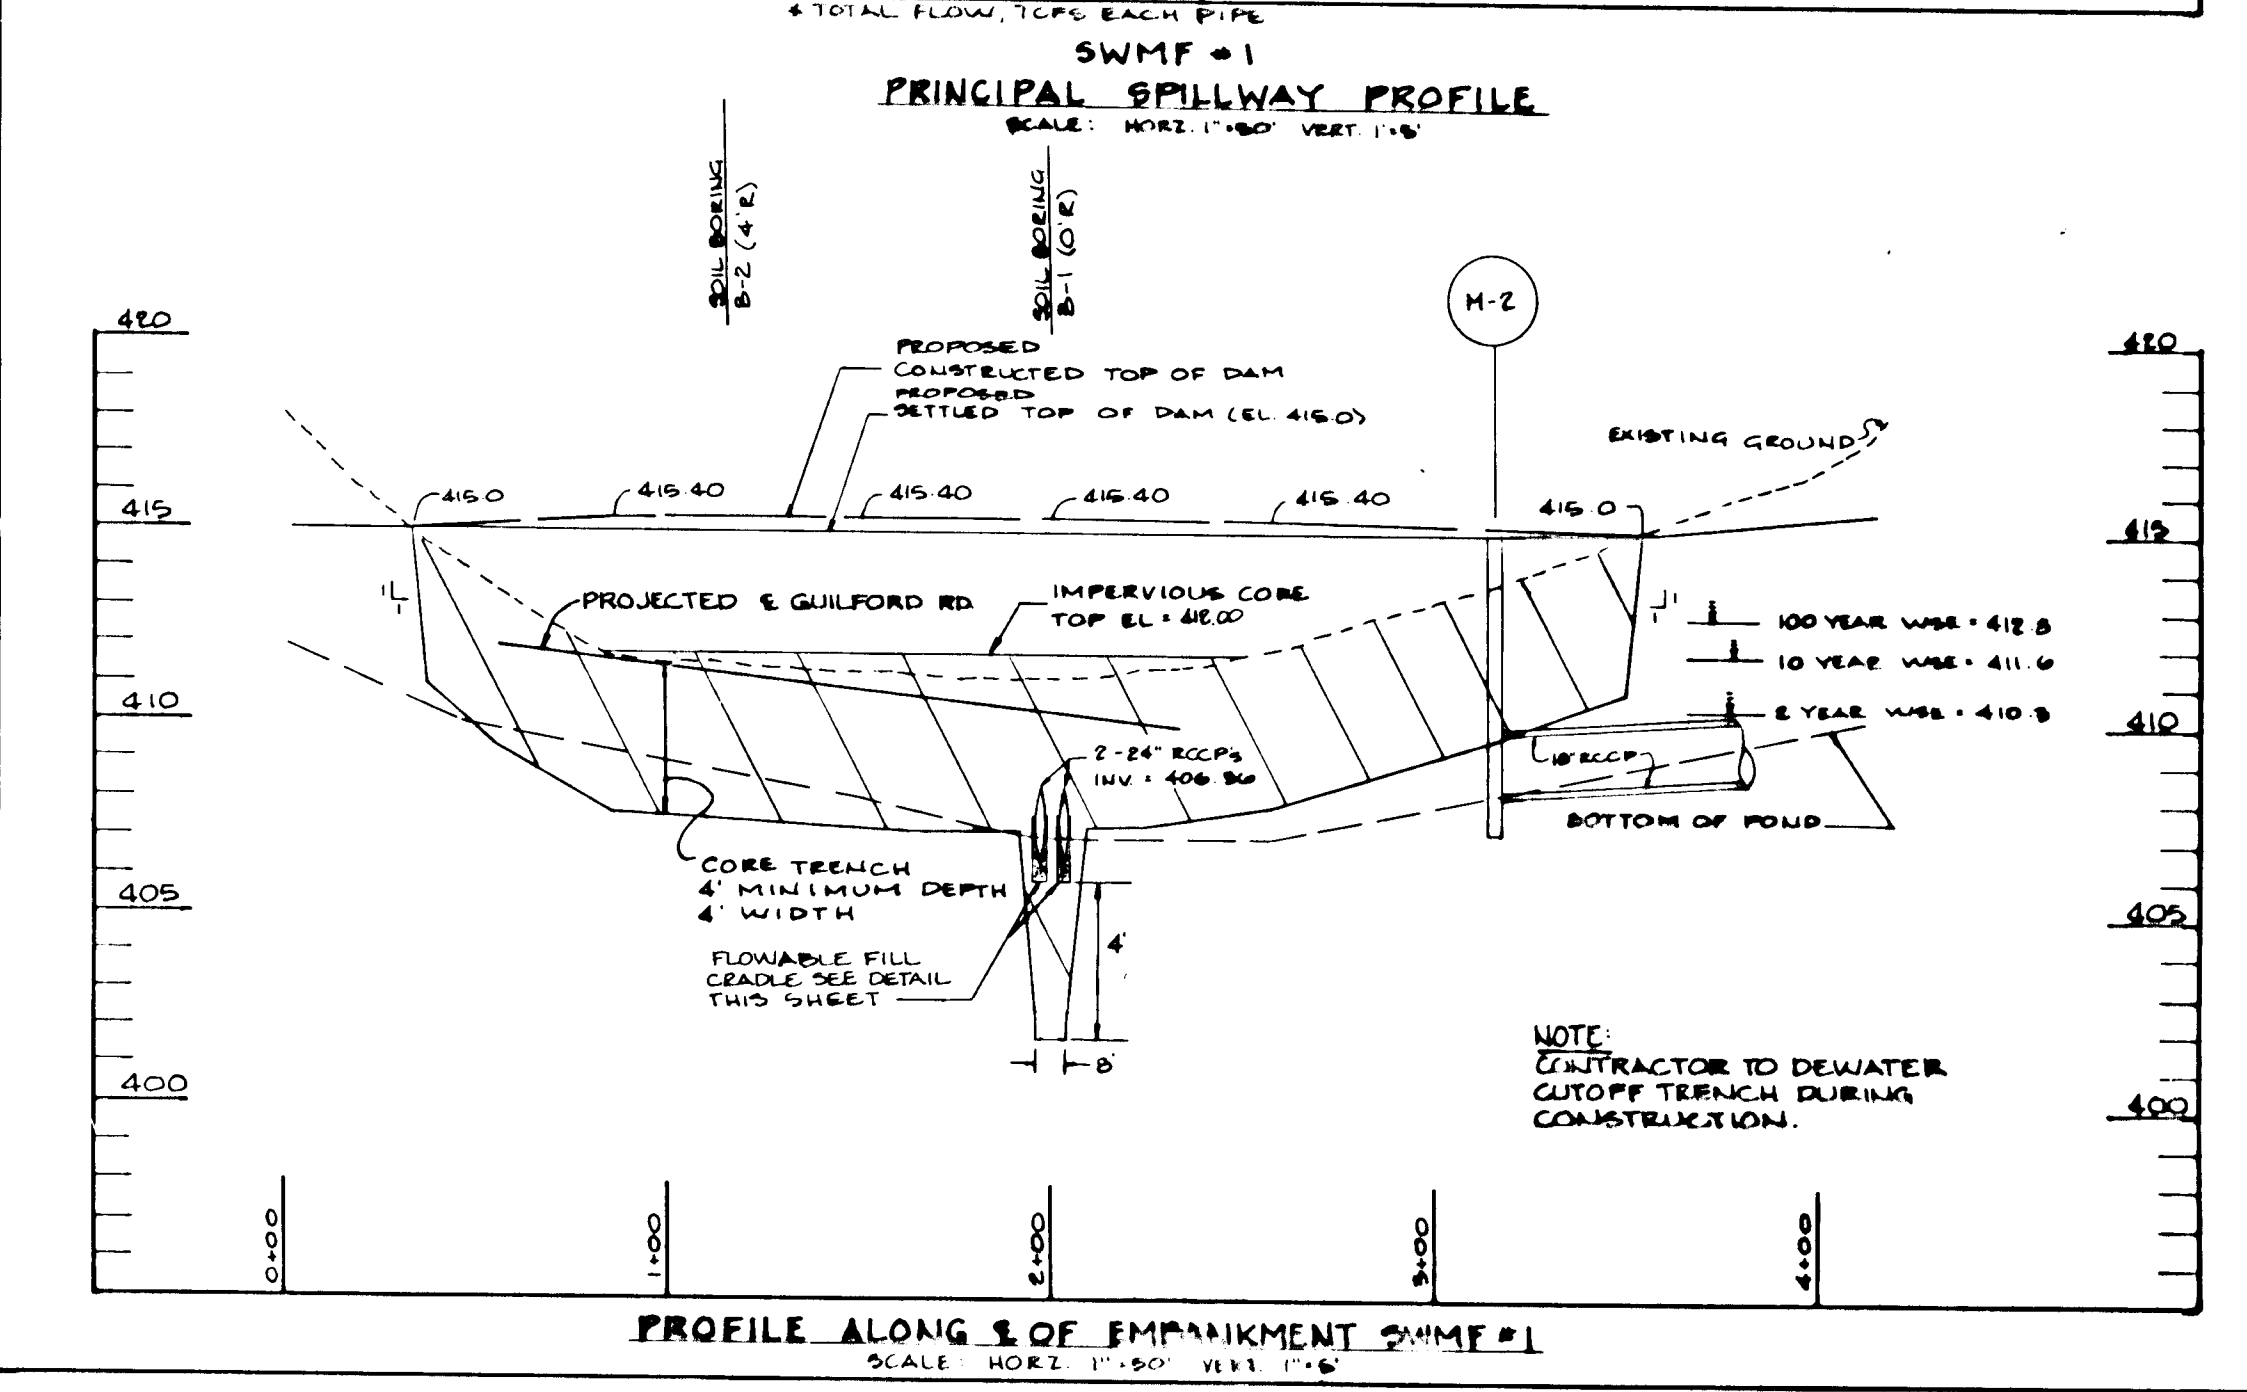 * TOTAL FLOW, 7CFS EACH PIPE
SWMF #1
PRINCIPAL SPILLWAY PROFILE
SCALE: HORZ. 1"=50' VERT. 1"=5'
SOIL BORING
B-2 (4'R)
SOIL BORING
B-1 (0'R)
M-2
420
420
PROPOSED
CONSTRUCTED TOP OF DAM
PROPOSED
SETTLED TOP OF DAM (EL. 415.0)
EXISTING GROUND
415.0
415.40
415.40
415.40
415.40
415.0
415
415
1
1
1
1
PROJECTED ℄ GUILFORD RD.
IMPERVIOUS CORE
TOP EL = 412.00
100 YEAR WSE = 412.8
10 YEAR WSE = 411.6
2 YEAR WSE = 410.3
410
410
2-24" RCCP's
INV. = 406.86
18" RCCP
BOTTOM OF POND
CORE TRENCH
4' MINIMUM DEPTH
4' WIDTH
405
405
FLOWABLE FILL
CRADLE SEE DETAIL
THIS SHEET
4'
8'
NOTE:
CONTRACTOR TO DEWATER
CUTOFF TRENCH DURING
CONSTRUCTION.
400
400
0+00
1+00
2+00
3+00
4+00
PROFILE ALONG ℄ OF EMBANKMENT SWMF #1
SCALE: HORZ. 1"=50' VERT. 1"=5'